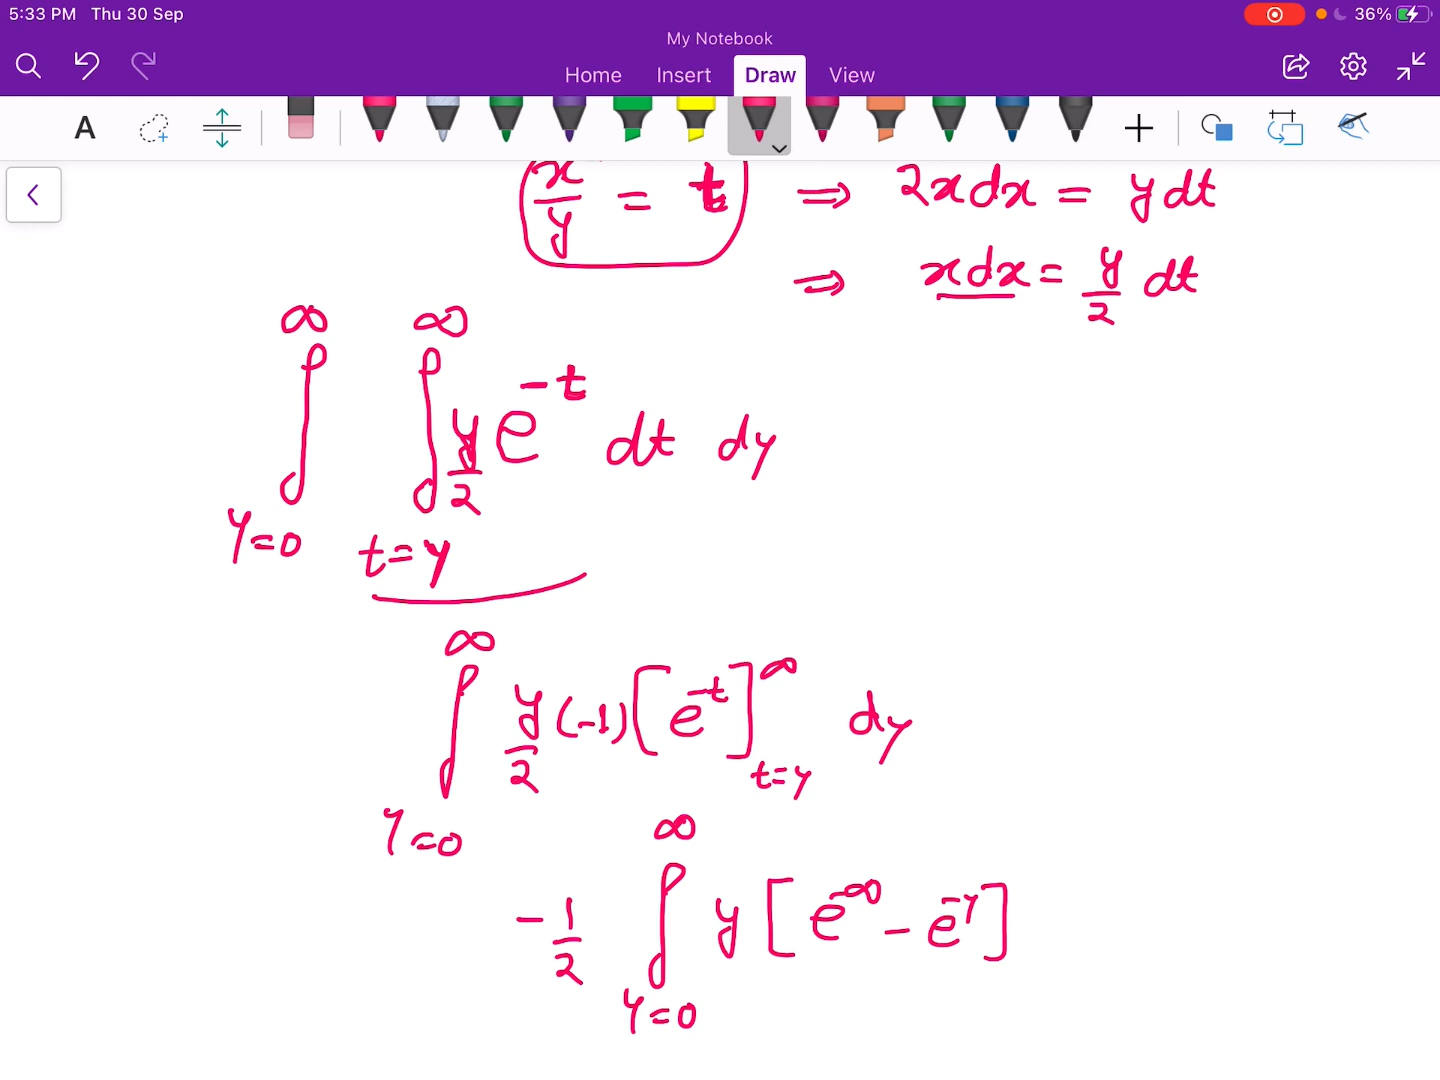 5:33 PM Thu 30 Sep 36%
My Notebook
Home Insert Draw View
A
x/y = t ⇒ 2x dx = y dt
⇒ x dx = y/2 dt
∫_{y=0}^{∞} ∫_{t=y}^{∞} y/2 e^{-t} dt dy
∫_{y=0}^{∞} y/2 (-1) [e^{-t}]_{t=y}^{∞} dy
-1/2 ∫_{y=0}^{∞} y [e^{-∞} - e^{-y}]